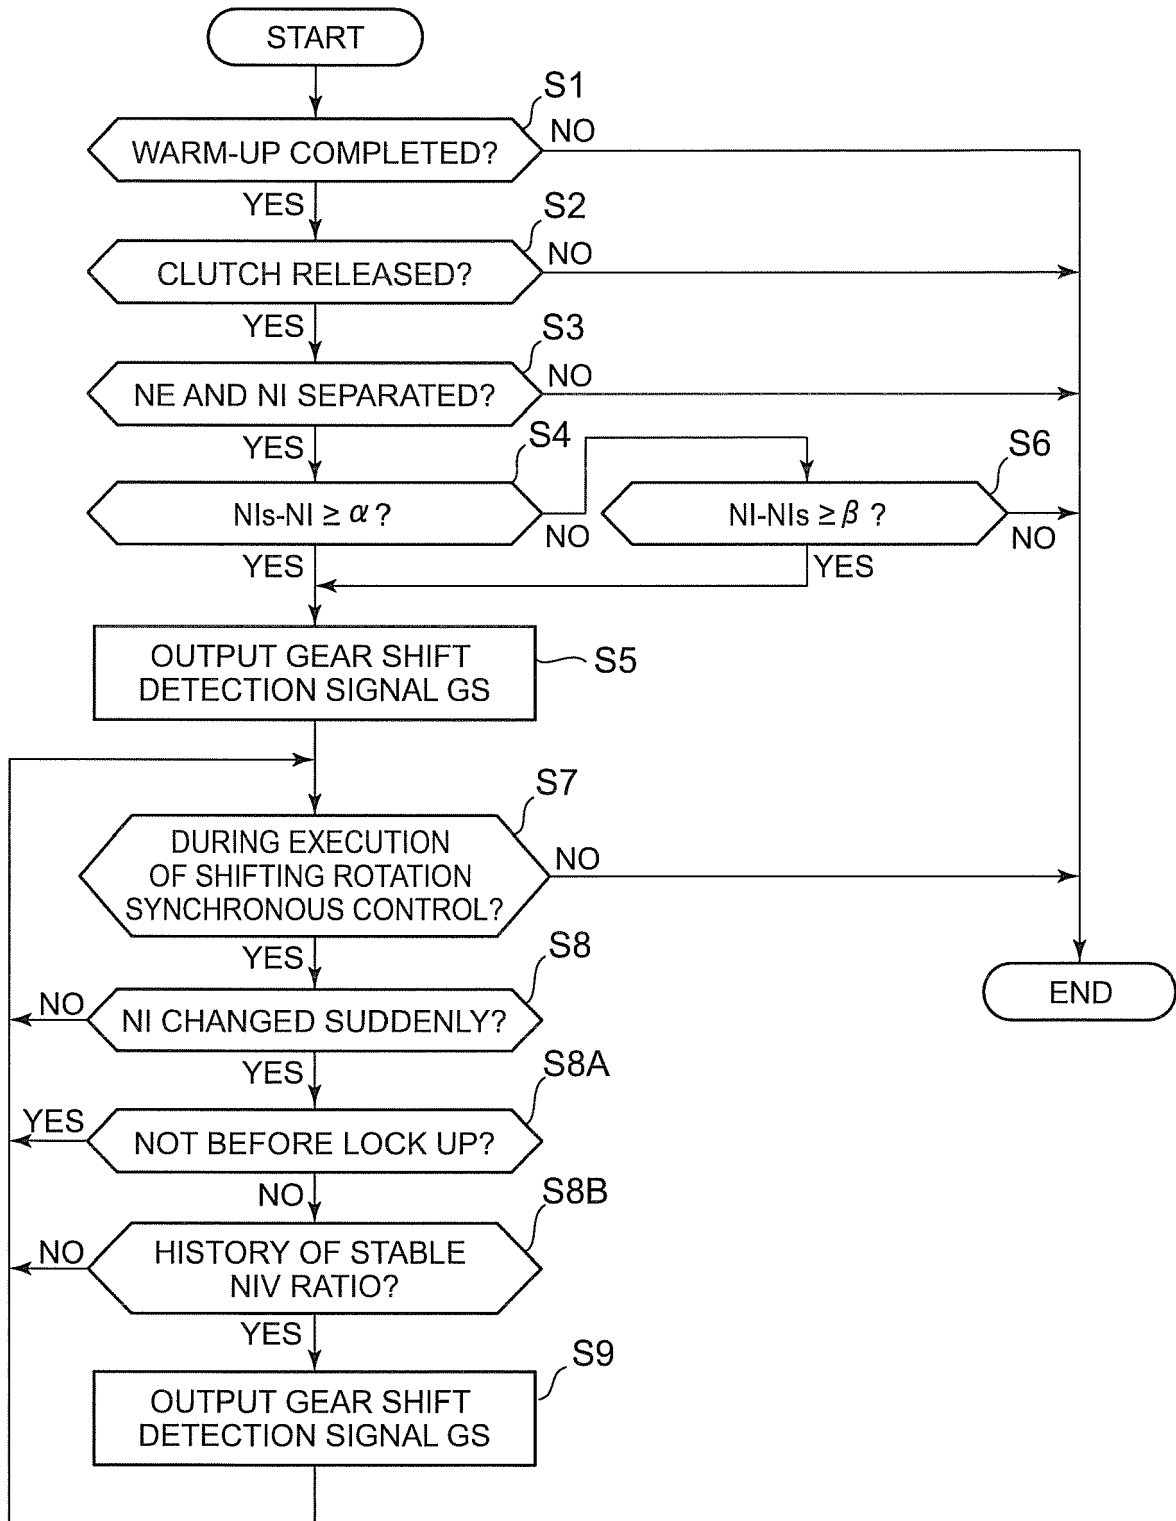 START
S1
WARM-UP COMPLETED?
NO
YES
S2
CLUTCH RELEASED?
NO
YES
S3
NE AND NI SEPARATED?
NO
YES
S4
NIs-NI ≥ α ?
NO
YES
S6
NI-NIs ≥ β ?
NO
YES
OUTPUT GEAR SHIFT
DETECTION SIGNAL GS
S5
S7
DURING EXECUTION
OF SHIFTING ROTATION
SYNCHRONOUS CONTROL?
NO
YES
END
S8
NI CHANGED SUDDENLY?
NO
YES
S8A
NOT BEFORE LOCK UP?
YES
NO
S8B
HISTORY OF STABLE
NIV RATIO?
NO
YES
S9
OUTPUT GEAR SHIFT
DETECTION SIGNAL GS